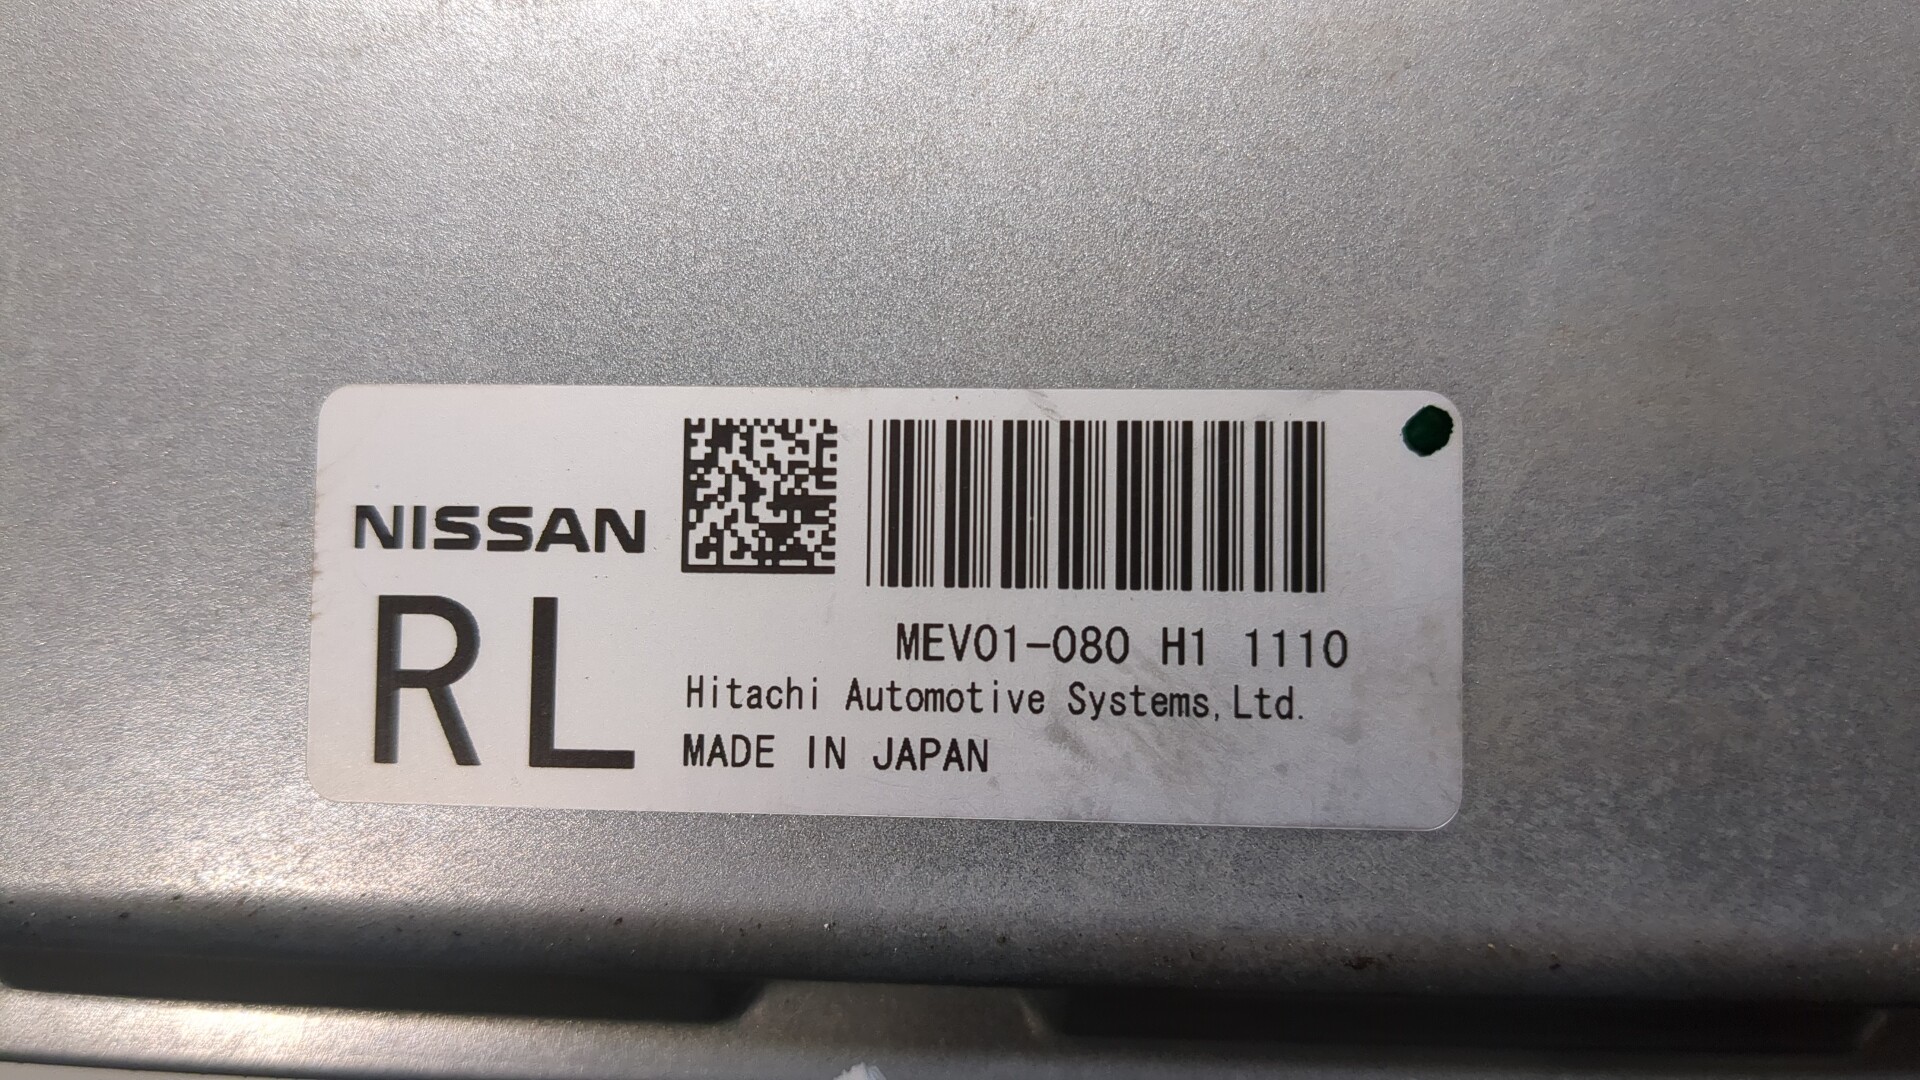 NISSAN
RL
MEV01-080 H1 1110
Hitachi Automotive Systems,Ltd.
MADE IN JAPAN